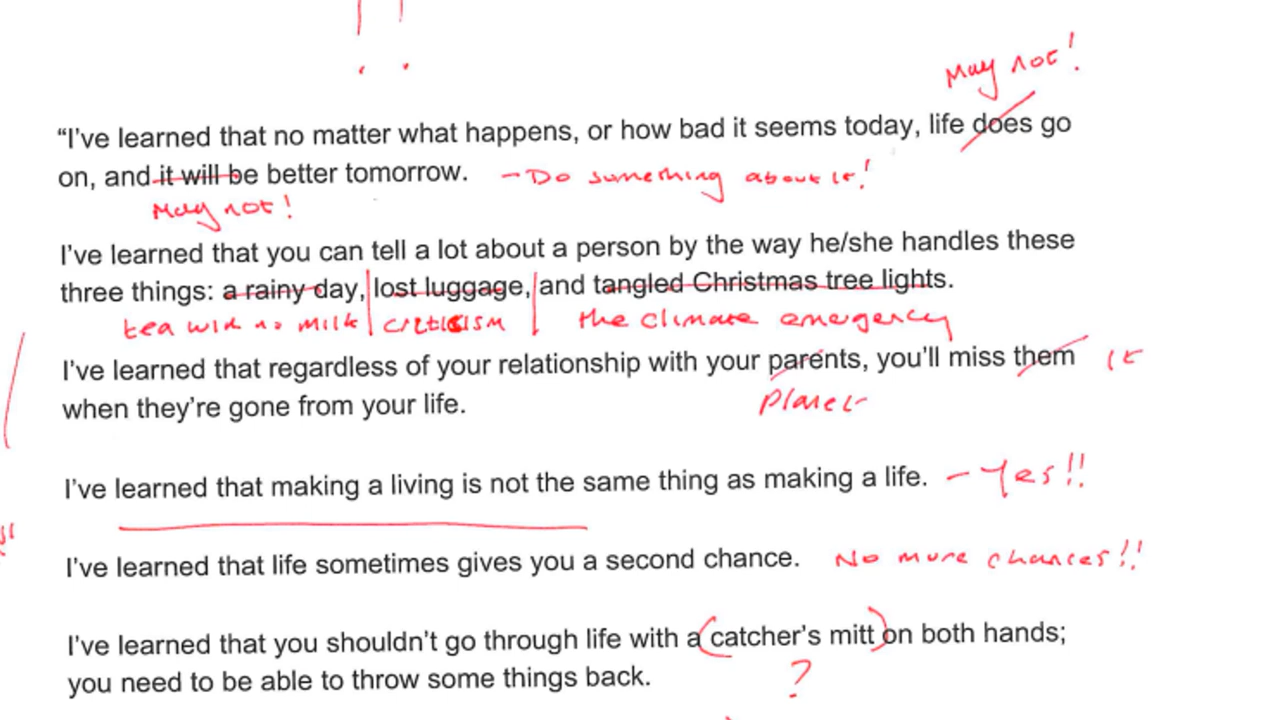 !!
May not!
“I’ve learned that no matter what happens, or how bad it seems today, life does go
on, and it will be better tomorrow. – Do something about it!
May not!
I’ve learned that you can tell a lot about a person by the way he/she handles these
three things: a rainy day, lost luggage, and tangled Christmas tree lights.
tea with no milk criticism the climate emergency
I’ve learned that regardless of your relationship with your parents, you’ll miss them it
when they’re gone from your life. Planet
I’ve learned that making a living is not the same thing as making a life. – Yes!!
I’ve learned that life sometimes gives you a second chance. No more chances!!
I’ve learned that you shouldn’t go through life with a (catcher’s mitt) on both hands;
you need to be able to throw some things back. ?